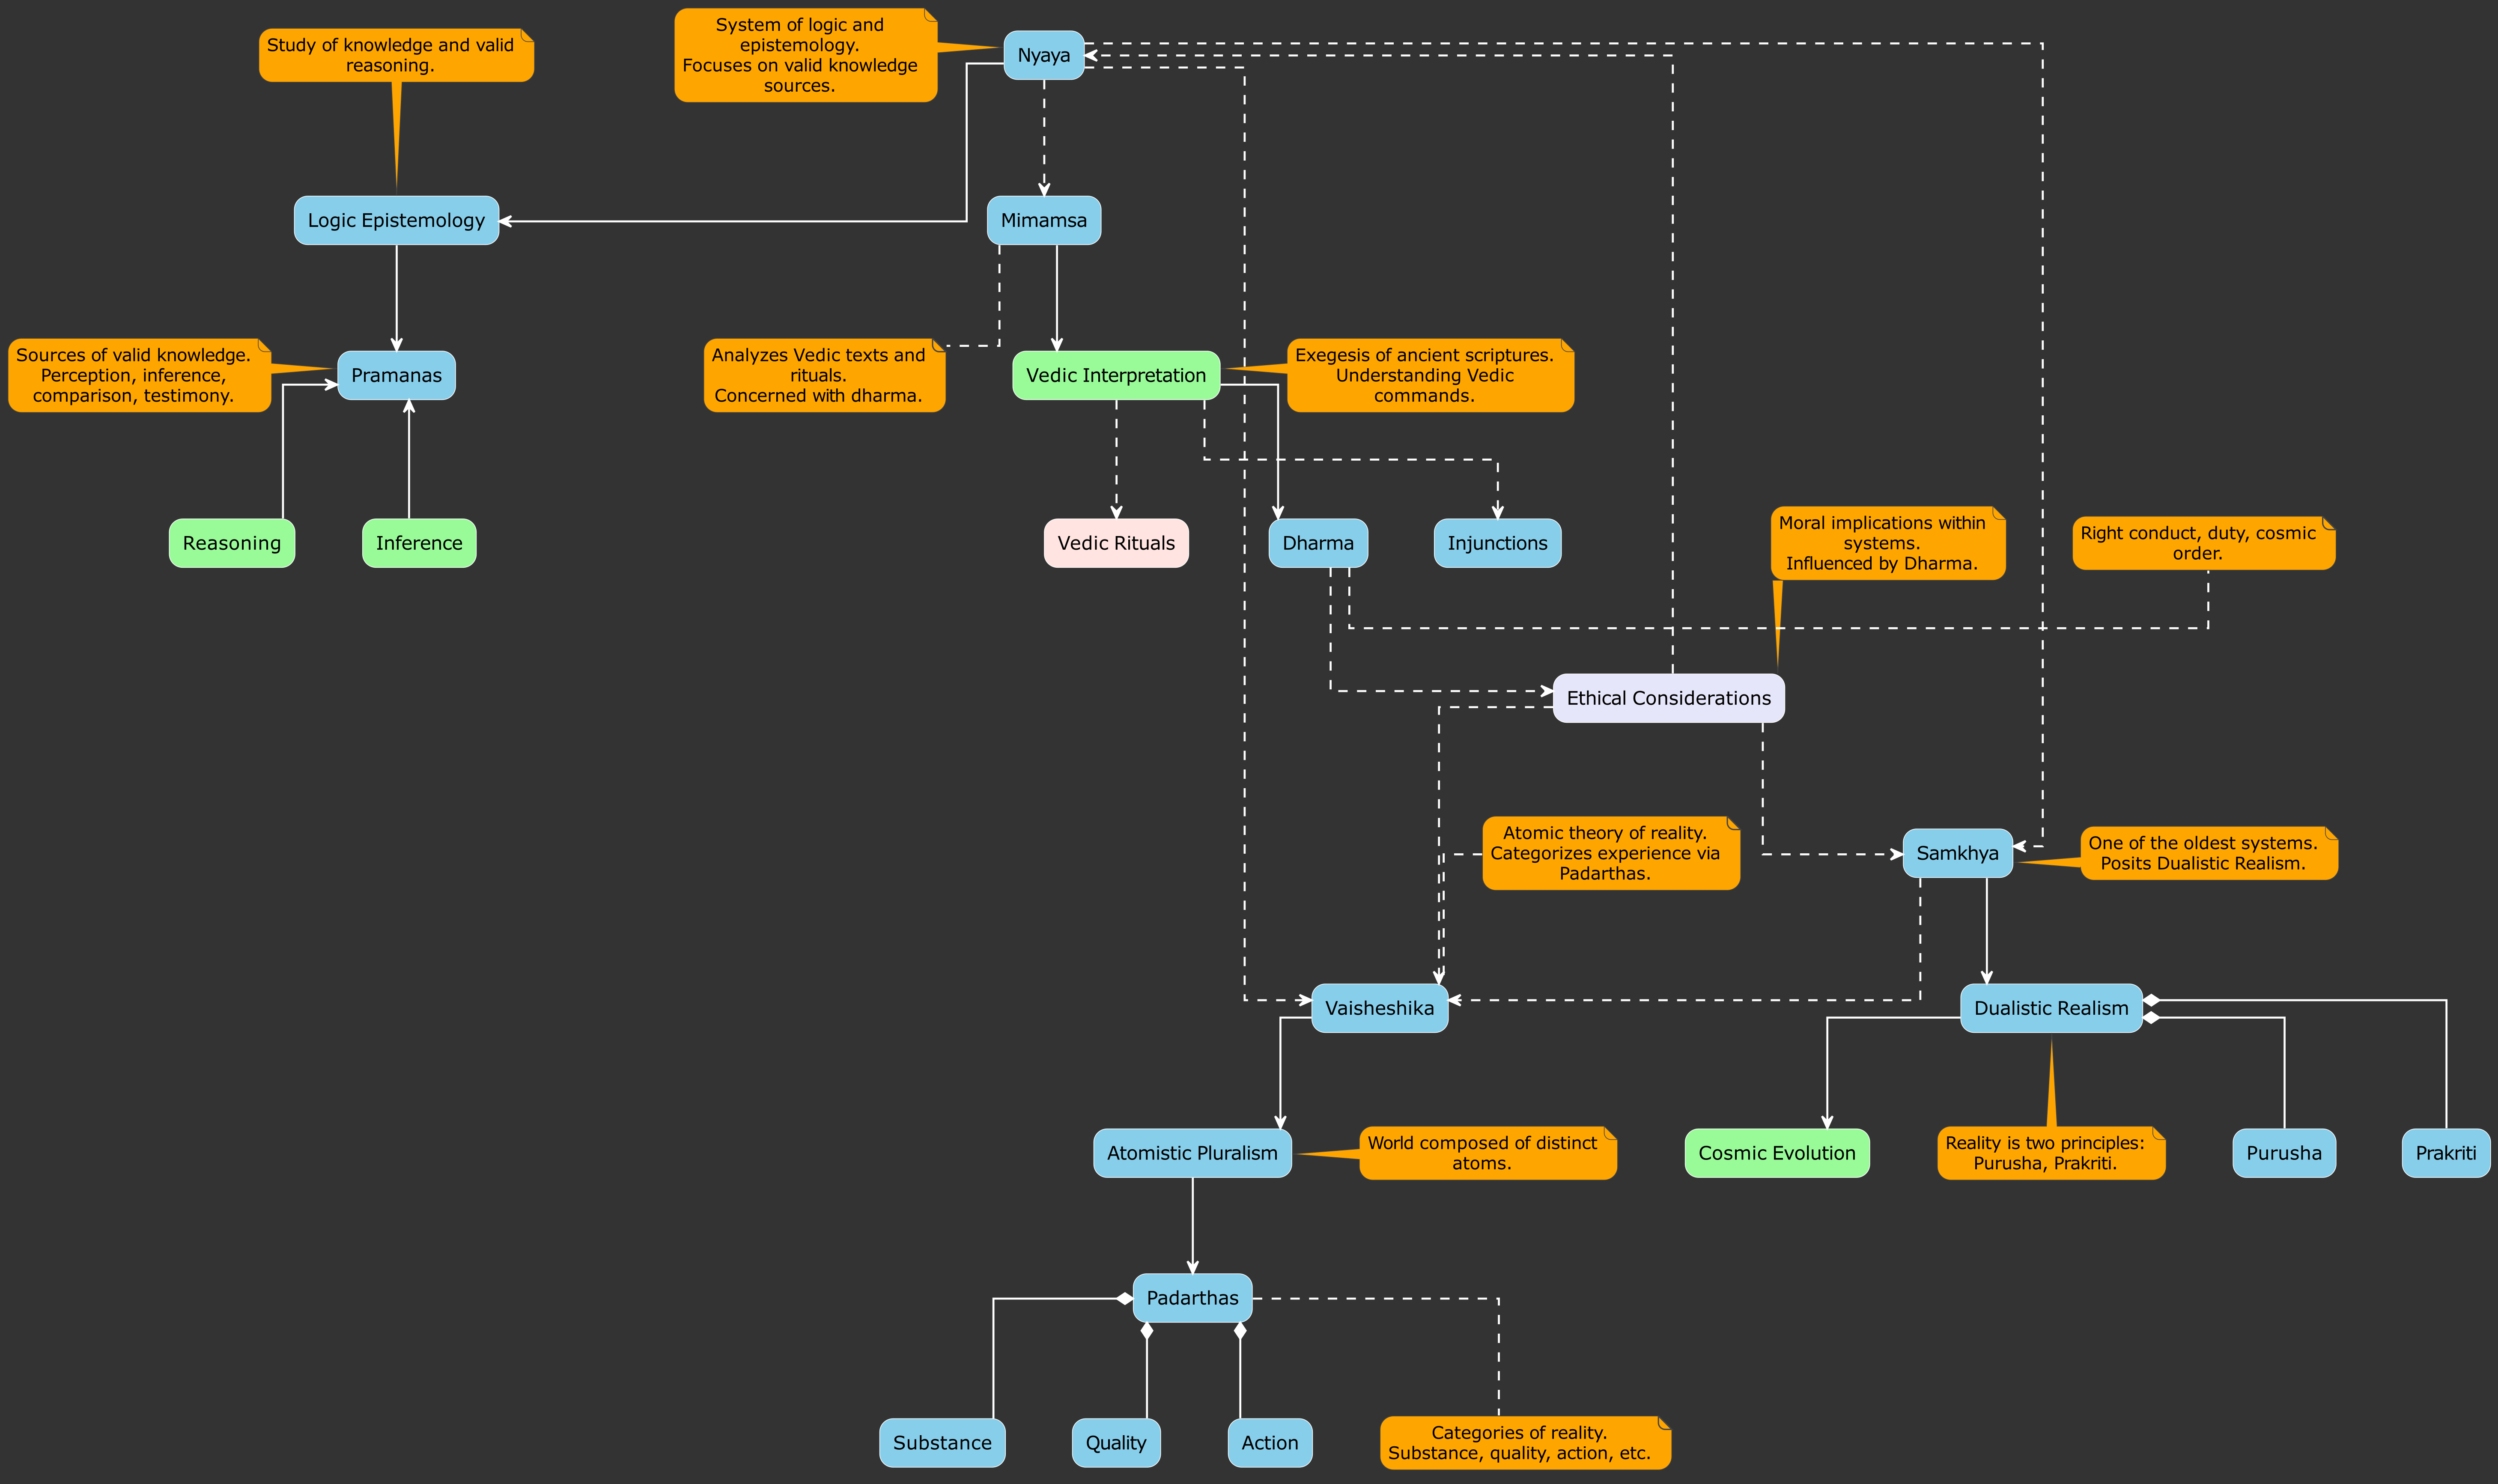 System of logic and
epistemology.
Focuses on valid knowledge
sources.
Nyaya
Study of knowledge and valid
reasoning.
Logic Epistemology
Mimamsa
Sources of valid knowledge.
Perception, inference,
comparison, testimony.
Pramanas
Analyzes Vedic texts and
rituals.
Concerned with dharma.
Vedic Interpretation
Exegesis of ancient scriptures.
Understanding Vedic
commands.
Reasoning
Inference
Vedic Rituals
Dharma
Injunctions
Moral implications within
systems.
Influenced by Dharma.
Right conduct, duty, cosmic
order.
Ethical Considerations
Atomic theory of reality.
Categorizes experience via
Padarthas.
Samkhya
One of the oldest systems.
Posits Dualistic Realism.
Vaisheshika
Dualistic Realism
Atomistic Pluralism
World composed of distinct
atoms.
Cosmic Evolution
Reality is two principles:
Purusha, Prakriti.
Purusha
Prakriti
Padarthas
Substance
Quality
Action
Categories of reality.
Substance, quality, action, etc.